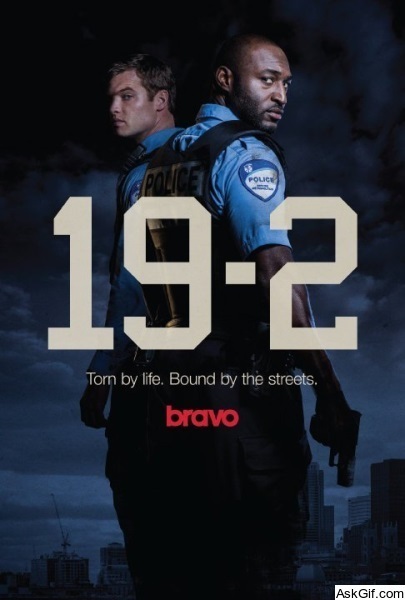 POLICE
POLICE
19-2
Torn by life. Bound by the streets.
bravo
AskGif.com